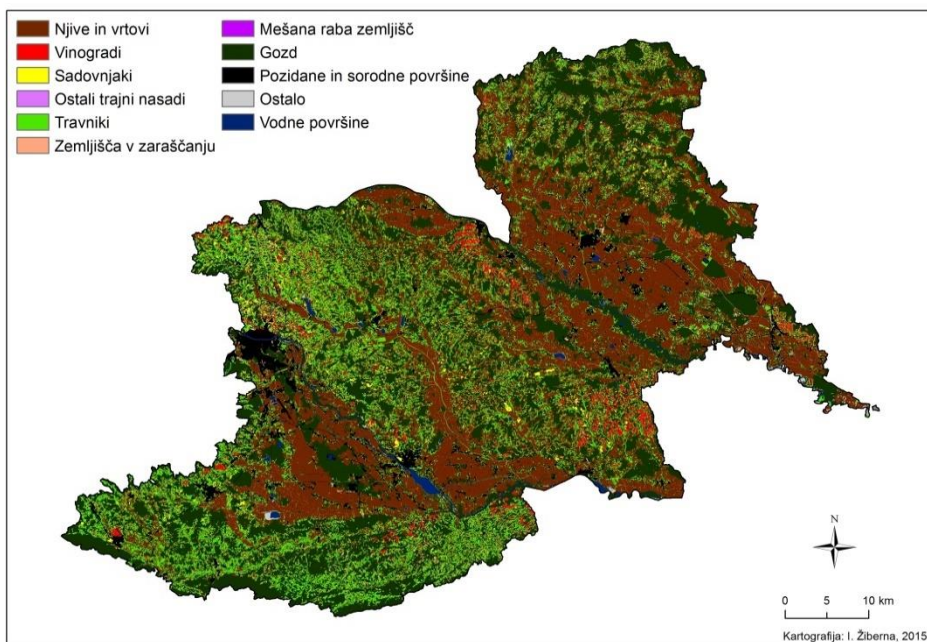 Njive in vrtovi
Vinogradi
Sadovnjaki
Ostali trajni nasadi
Travniki
Zemljišča v zaraščanju
Mešana raba zemljišč
Gozd
Pozidane in sorodne površine
Ostalo
Vodne površine
N
0 5 10 km
Kartografija: I. Žiberna, 2015